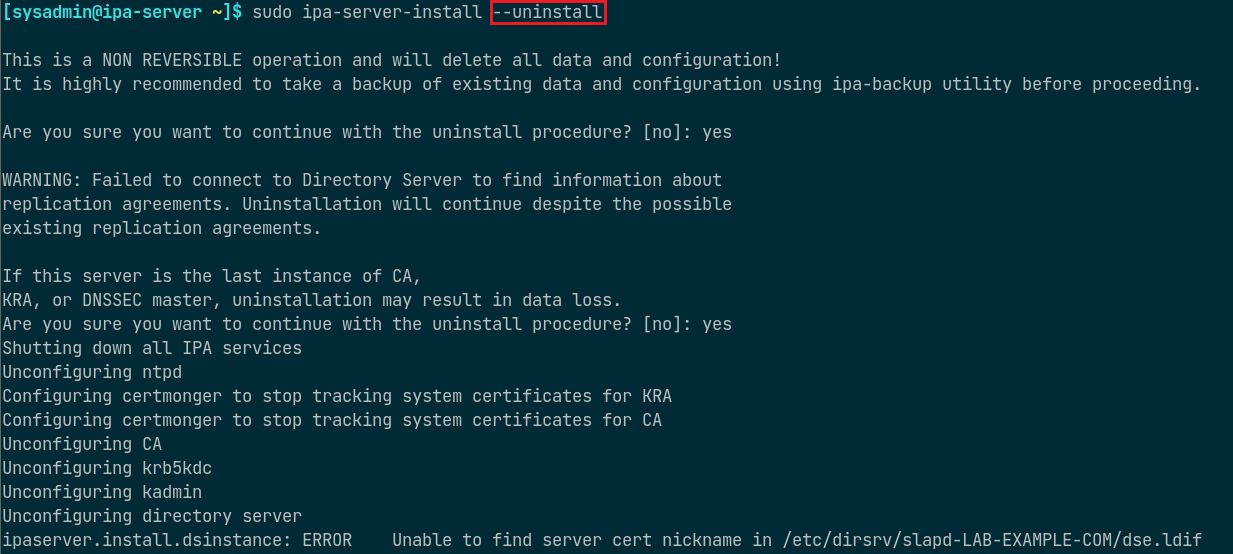 [sysadmin@ipa-server ~]$ sudo ipa-server-install --uninstall
This is a NON REVERSIBLE operation and will delete all data and configuration!
It is highly recommended to take a backup of existing data and configuration using ipa-backup utility before proceeding.
Are you sure you want to continue with the uninstall procedure? [no]: yes
WARNING: Failed to connect to Directory Server to find information about
replication agreements. Uninstallation will continue despite the possible
existing replication agreements.
If this server is the last instance of CA,
KRA, or DNSSEC master, uninstallation may result in data loss.
Are you sure you want to continue with the uninstall procedure? [no]: yes
Shutting down all IPA services
Unconfiguring ntpd
Configuring certmonger to stop tracking system certificates for KRA
Configuring certmonger to stop tracking system certificates for CA
Unconfiguring CA
Unconfiguring krb5kdc
Unconfiguring kadmin
Unconfiguring directory server
ipaserver.install.dsinstance: ERROR    Unable to find server cert nickname in /etc/dirsrv/slapd-LAB-EXAMPLE-COM/dse.ldif